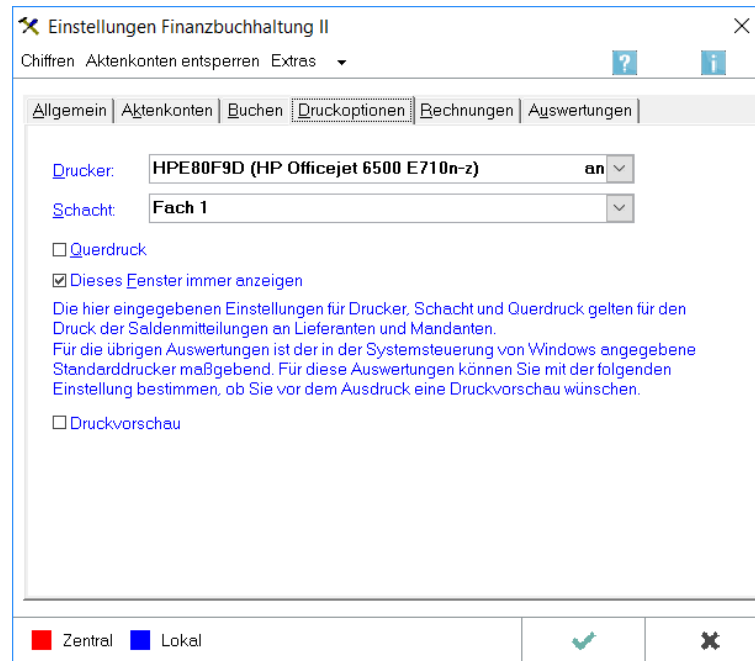 Einstellungen Finanzbuchhaltung II
Chiffren Aktenkonten entsperren Extras
Allgemein Aktenkonten Buchen Druckoptionen Rechnungen Auswertungen
Drucker: HPE80F9D (HP Officejet 6500 E710n-z) an
Schacht: Fach 1
Querdruck
Dieses Fenster immer anzeigen
Die hier eingegebenen Einstellungen für Drucker, Schacht und Querdruck gelten für den
Druck der Saldenmitteilungen an Lieferanten und Mandanten.
Für die übrigen Auswertungen ist der in der Systemsteuerung von Windows angegebene
Standarddrucker maßgebend. Für diese Auswertungen können Sie mit der folgenden
Einstellung bestimmen, ob Sie vor dem Ausdruck eine Druckvorschau wünschen.
Druckvorschau
Zentral Lokal